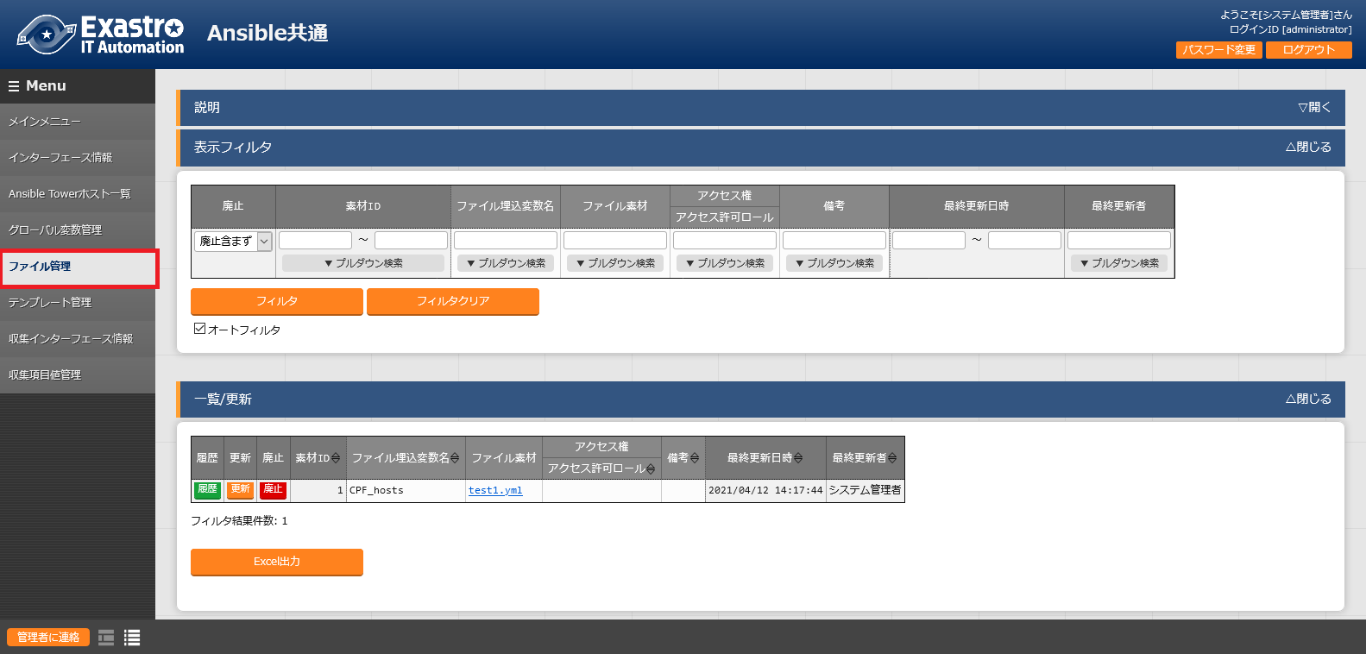 Exastro
IT Automation
Ansible共通
ようこそ[システム管理者]さん
ログインID [administrator]
パスワード変更
ログアウト
Menu
メインメニュー
インターフェース情報
Ansible Towerホスト一覧
グローバル変数管理
ファイル管理
テンプレート管理
収集インターフェース情報
収集項目値管理
説明
▽開く
表示フィルタ
△閉じる
廃止 素材ID ファイル埋込変数名 ファイル素材 アクセス権 備考 最終更新日時 最終更新者
アクセス許可ロール
廃止含まず ～ ～
▼プルダウン検索 ▼プルダウン検索 ▼プルダウン検索 ▼プルダウン検索 ▼プルダウン検索 ▼プルダウン検索
フィルタ
フィルタクリア
オートフィルタ
一覧/更新
△閉じる
履歴 更新 廃止 素材ID ファイル埋込変数名 ファイル素材 アクセス権 備考 最終更新日時 最終更新者
アクセス許可ロール
履歴 更新 廃止 1 CPF_hosts test1.yml 2021/04/12 14:17:44 システム管理者
フィルタ結果件数: 1
Excel出力
管理者に連絡